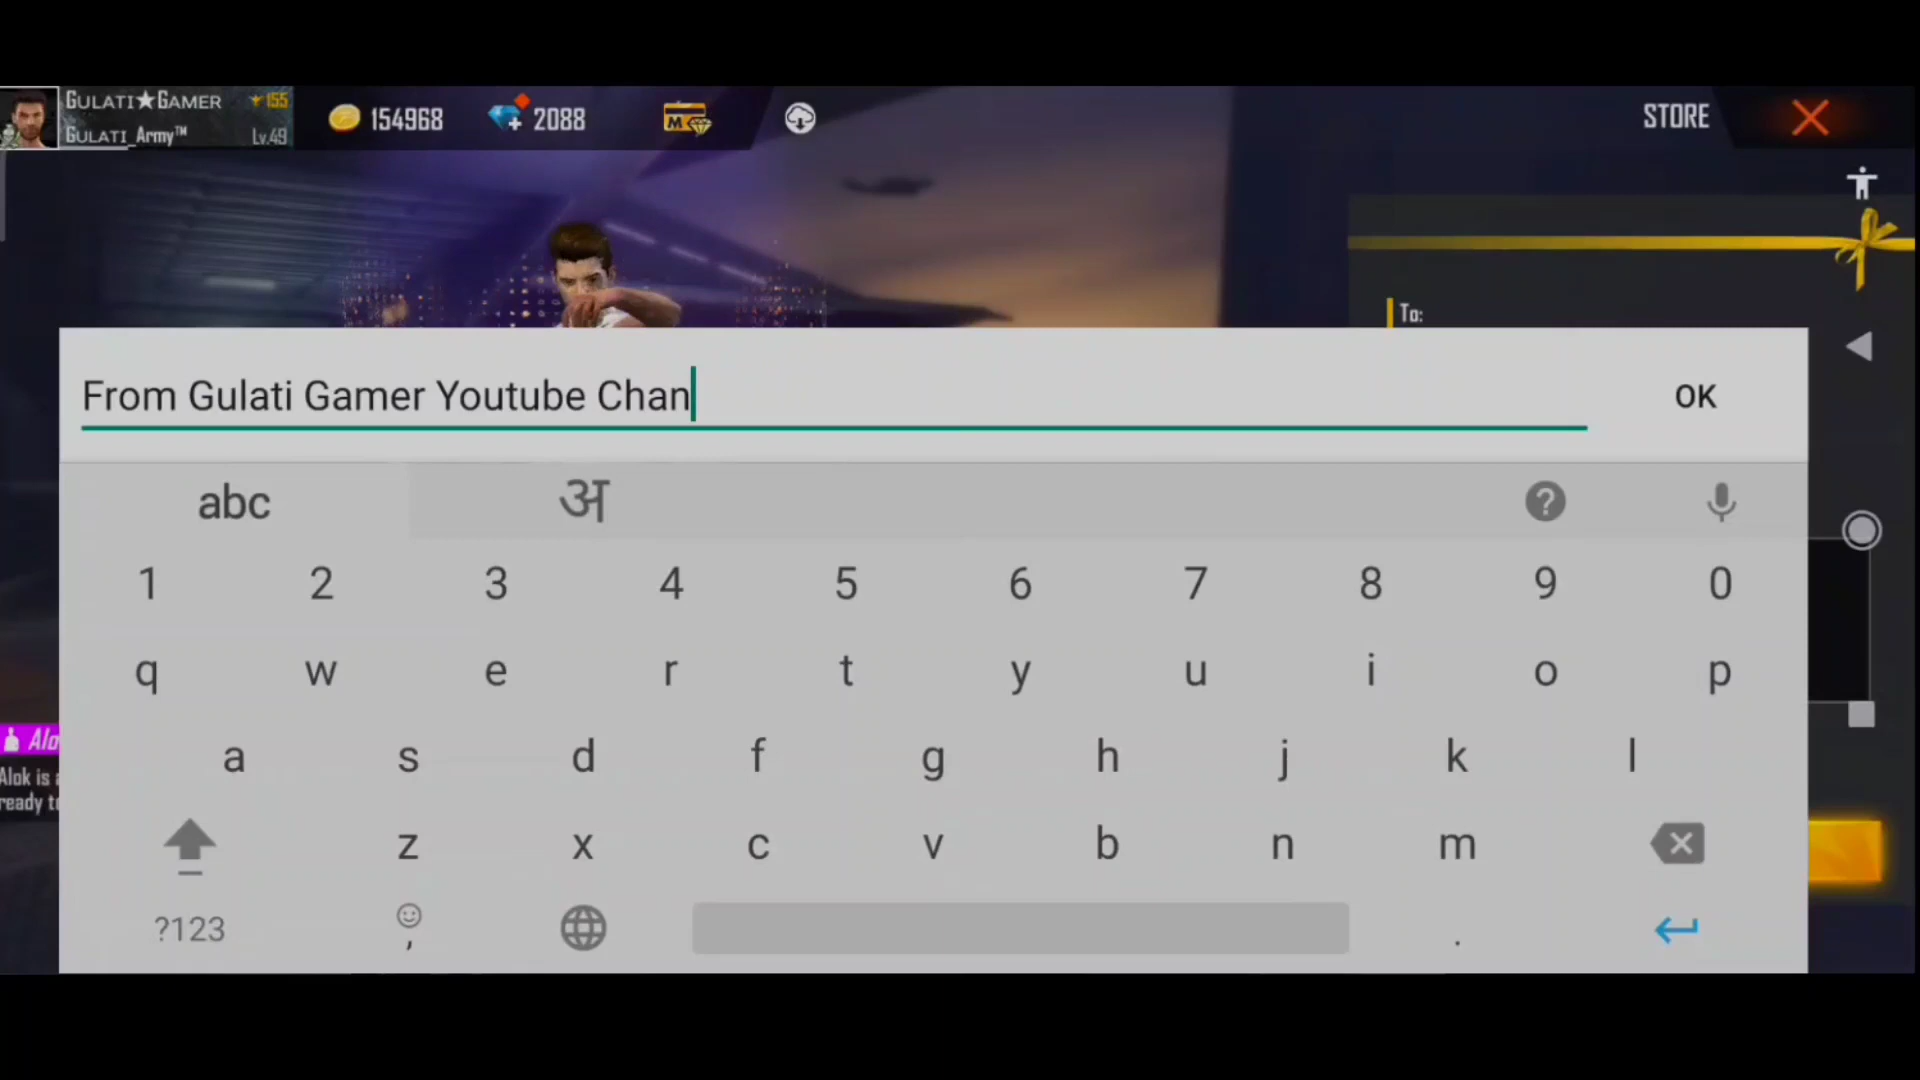 GULATI★GAMER 155
GULATI_ARMY™ Lv.49
154968
2088
M
STORE
To:
From Gulati Gamer Youtube Chan
OK
abc अ ?
1 2 3 4 5 6 7 8 9 0
q w e r t y u i o p
a s d f g h j k l
z x c v b n m
?123 , .
Alo
Alok is
ready t